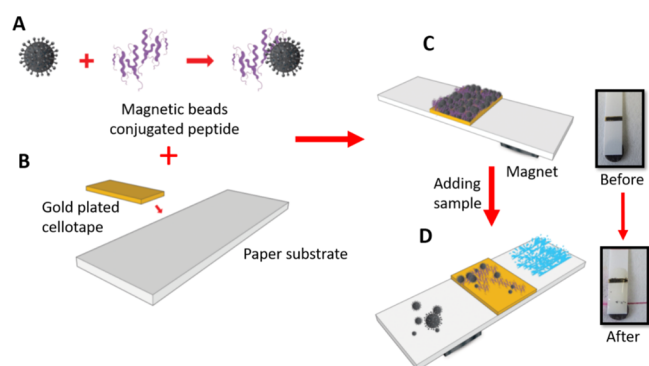 A
Magnetic beads
conjugated peptide
B
Gold plated
cellotape
Paper substrate
C
Magnet
Adding
sample
D
Before
After